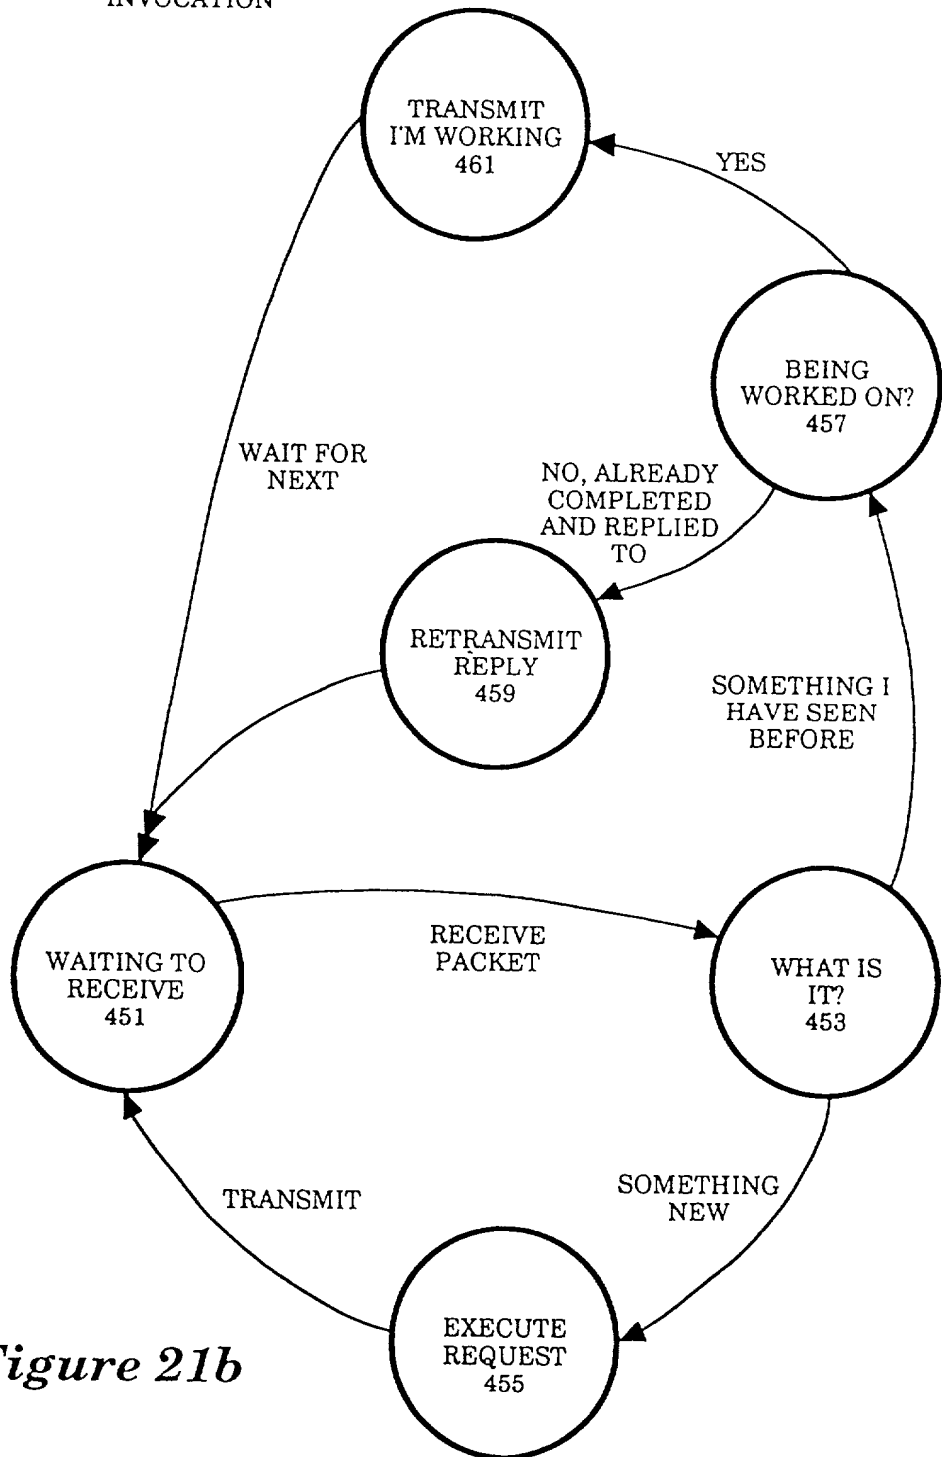 INVOCATION
TRANSMIT
I'M WORKING
461
YES
BEING
WORKED ON?
457
WAIT FOR
NEXT
NO, ALREADY
COMPLETED
AND REPLIED
TO
RETRANSMIT
REPLY
459
SOMETHING I
HAVE SEEN
BEFORE
RECEIVE
PACKET
WAITING TO
RECEIVE
451
WHAT IS
IT?
453
TRANSMIT
SOMETHING
NEW
EXECUTE
REQUEST
455
Figure 21b